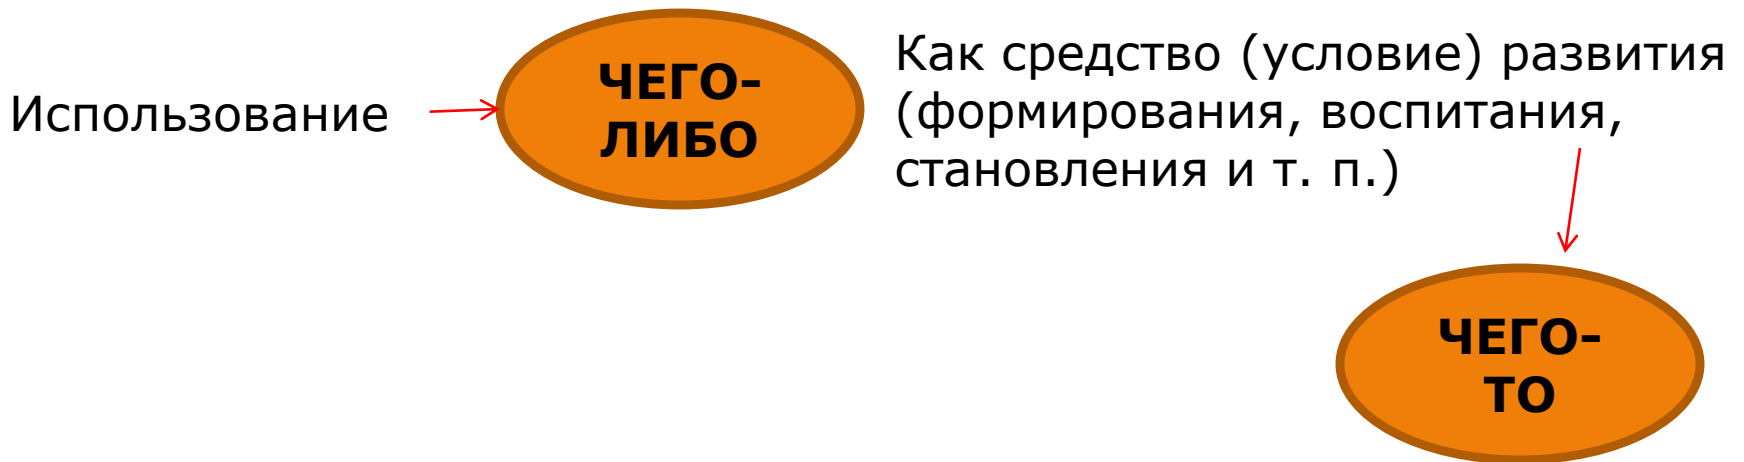 Использование
ЧЕГО-
ЛИБО
Как средство (условие) развития
(формирования, воспитания,
становления и т. п.)
ЧЕГО-
ТО